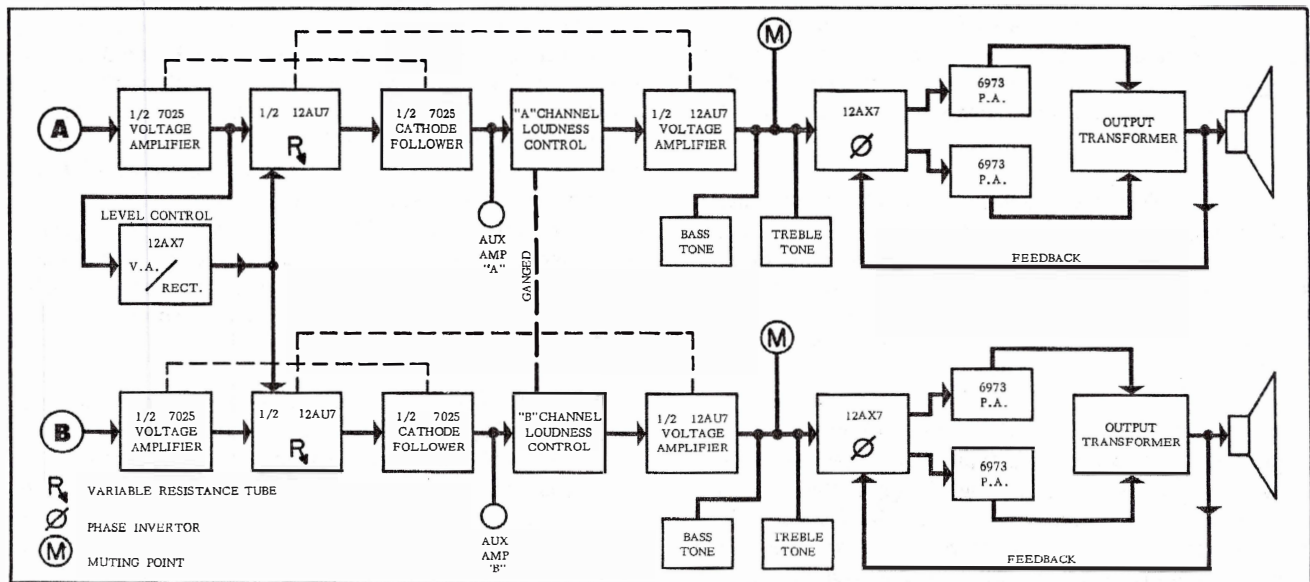 M
A
1/2 7025
VOLTAGE
AMPLIFIER
1/2 12AU7
R
1/2 7025
CATHODE
FOLLOWER
"A" CHANNEL
LOUDNESS
CONTROL
1/2 12AU7
VOLTAGE
AMPLIFIER
12AX7
Ø
6973
P.A.
6973
P.A.
OUTPUT
TRANSFORMER
LEVEL CONTROL
12AX7
V.A.
RECT.
AUX
AMP
"A"
GANGED
BASS
TONE
TREBLE
TONE
FEEDBACK
M
B
1/2 7025
VOLTAGE
AMPLIFIER
1/2 12AU7
R
1/2 7025
CATHODE
FOLLOWER
"B" CHANNEL
LOUDNESS
CONTROL
1/2 12AU7
VOLTAGE
AMPLIFIER
12AX7
Ø
6973
P.A.
6973
P.A.
OUTPUT
TRANSFORMER
AUX
AMP
"B"
BASS
TONE
TREBLE
TONE
FEEDBACK
R VARIABLE RESISTANCE TUBE
Ø PHASE INVERTOR
M MUTING POINT